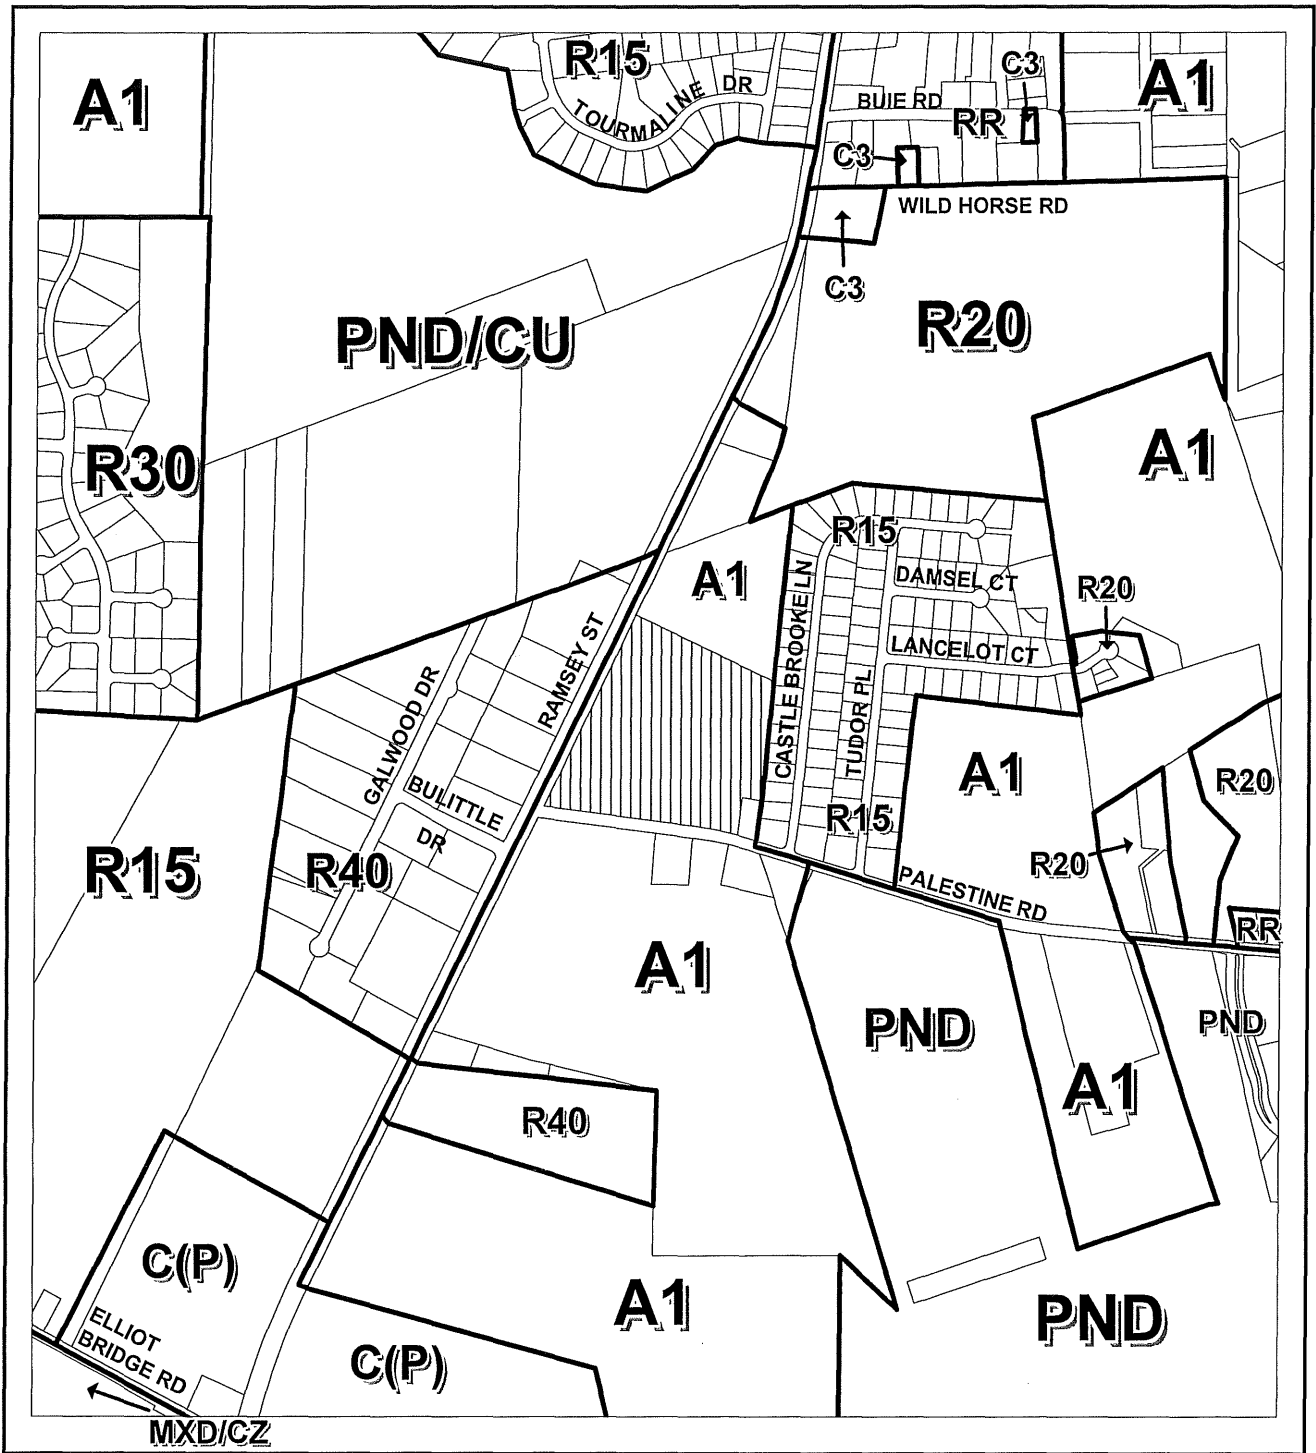 R15
C3
A1
A1
TOURMALINE DR
BUIE RD
RR
C3
WILD HORSE RD
C3
R20
PND/CU
A1
R30
R15
A1
DAMSEL CT
R20
LANCELOT CT
CASTLE BROOKE LN
TUDOR PL
RAMSEY ST
GALWOOD DR
BULITTLE
DR
A1
R20
R15
R20
R15
R40
PALESTINE RD
RR
A1
PND
PND
A1
R40
C(P)
A1
PND
ELLIOT
BRIDGE RD
C(P)
MXD/CZ